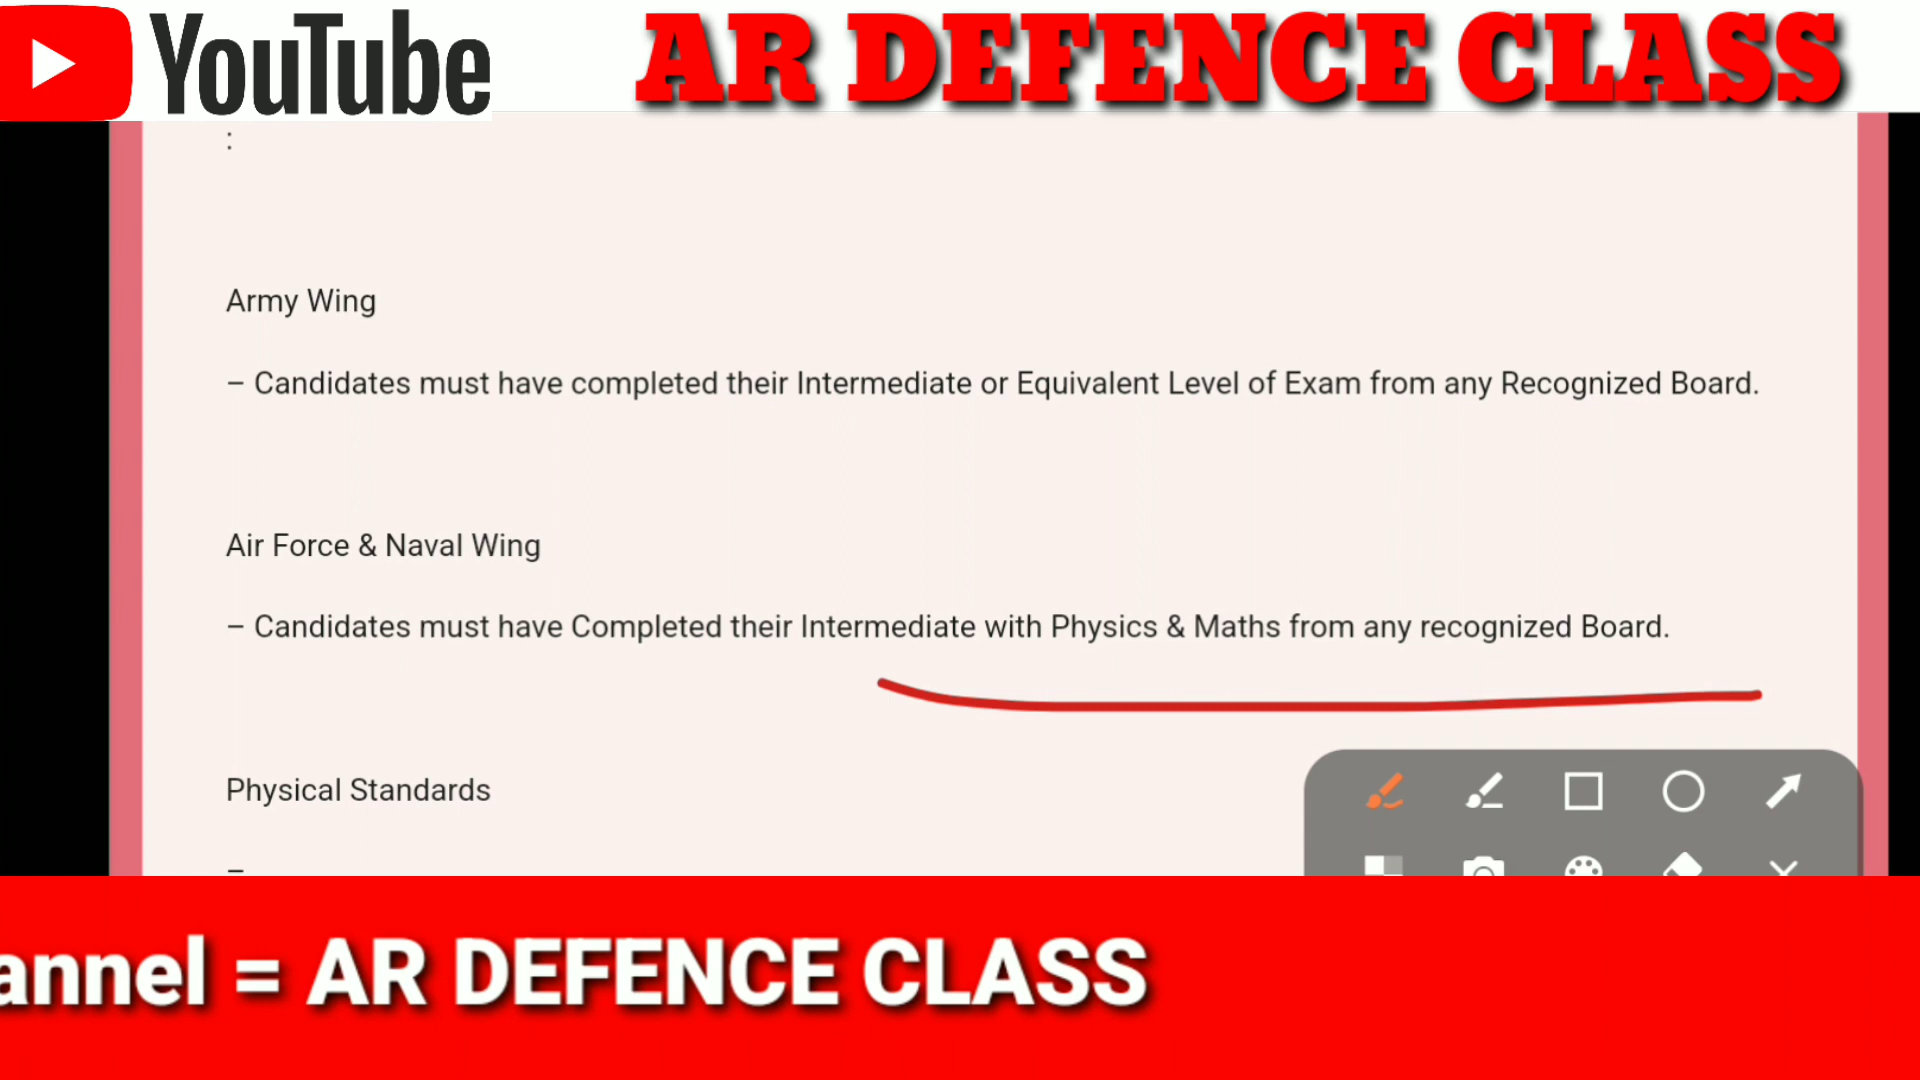 YouTube
AR DEFENCE CLASS
:
Army Wing
– Candidates must have completed their Intermediate or Equivalent Level of Exam from any Recognized Board.
Air Force & Naval Wing
– Candidates must have Completed their Intermediate with Physics & Maths from any recognized Board.
Physical Standards
–
annel = AR DEFENCE CLASS